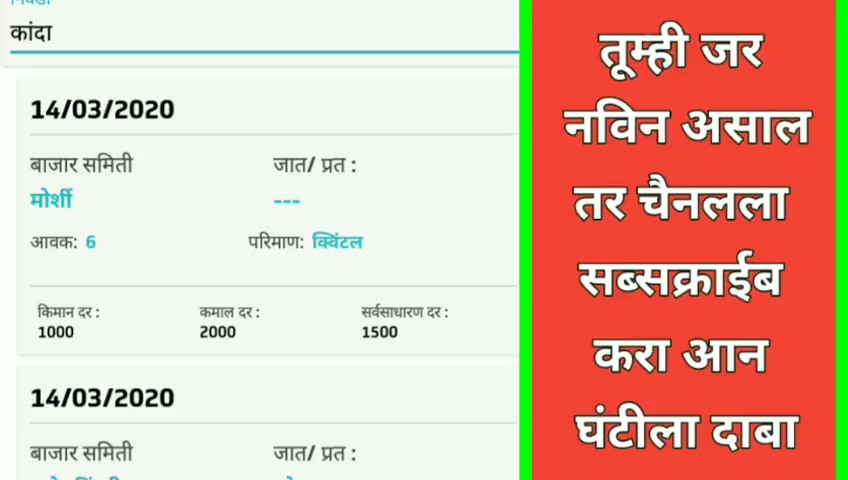 कांदा
14/03/2020
बाजार समिती जात/ प्रत :
मोर्शी ---
आवक: 6 परिमाण: क्विंटल
किमान दर : कमाल दर : सर्वसाधारण दर :
1000 2000 1500
14/03/2020
बाजार समिती जात/ प्रत :
तूम्ही जर
नविन असाल
तर चैनलला
सब्सक्राईब
करा आन
घंटीला दाबा